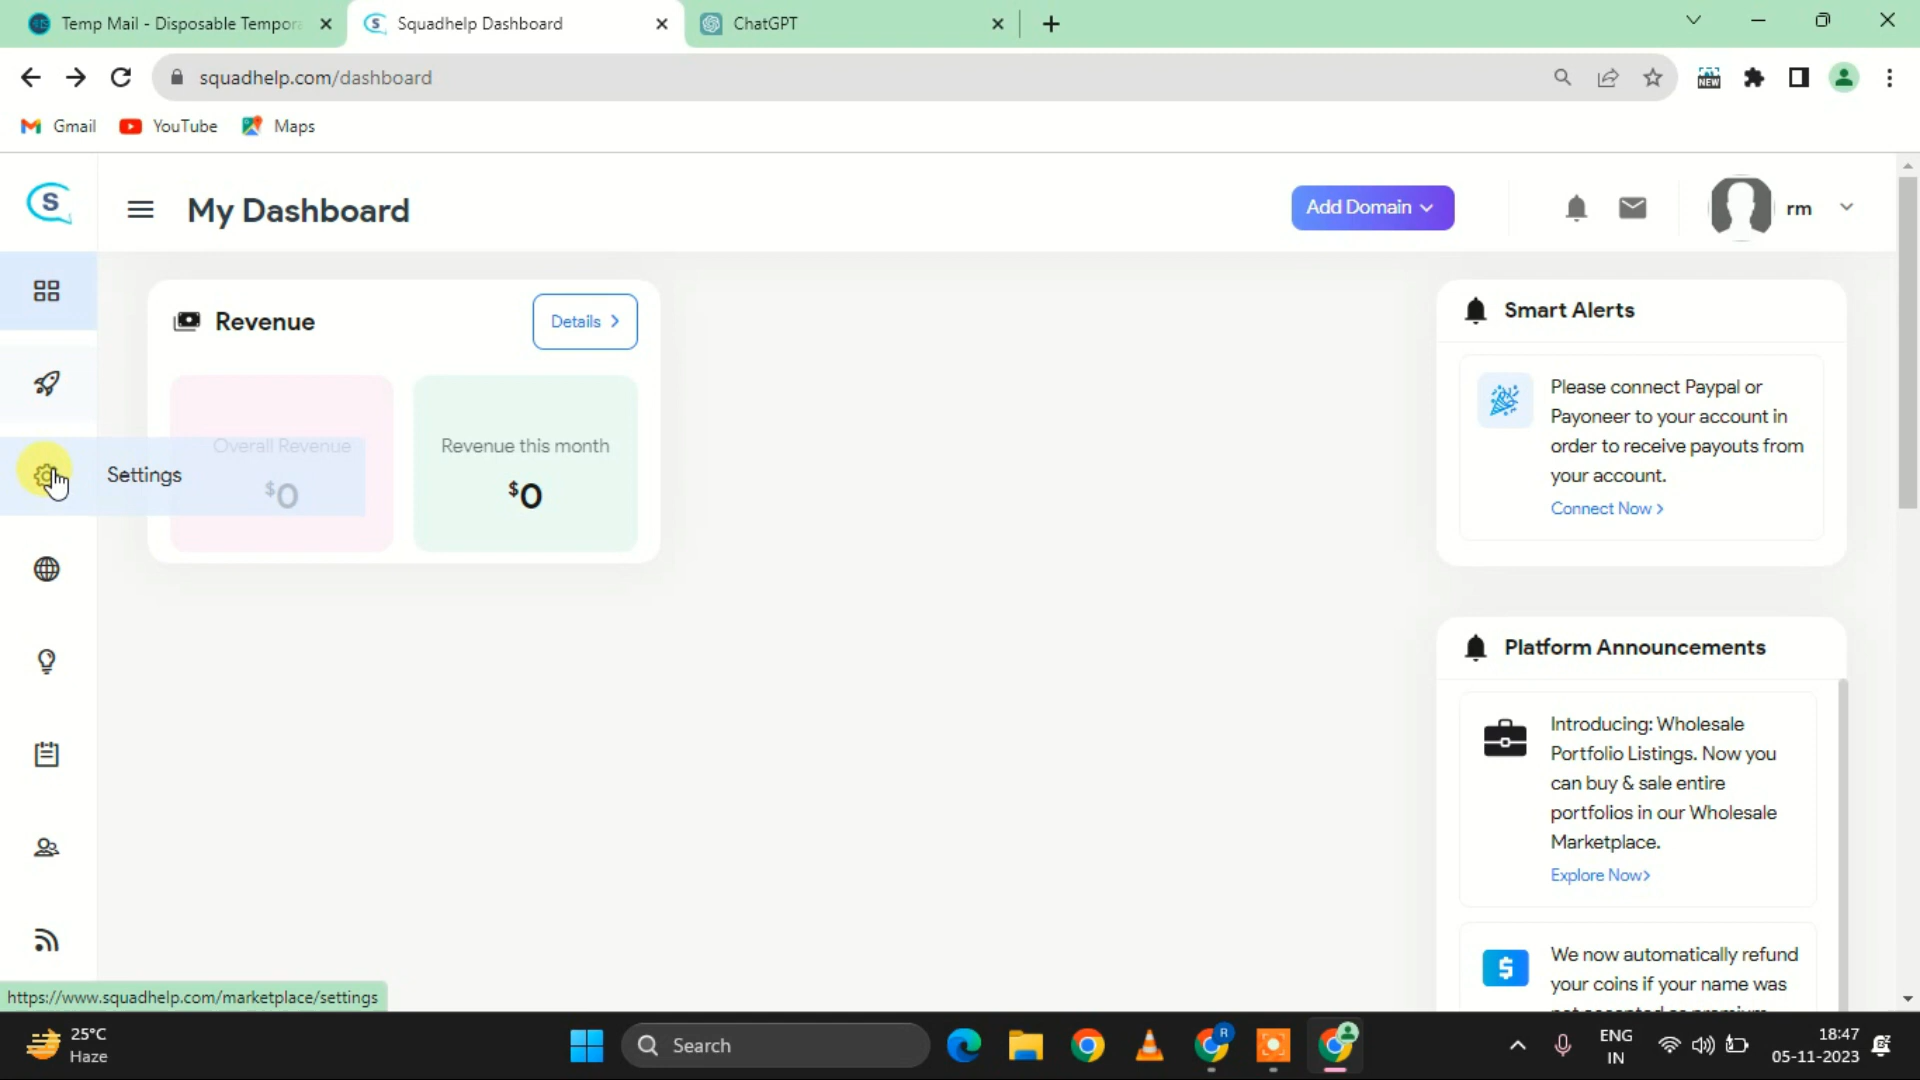 Temp Mail - Disposable Tempora
Squadhelp Dashboard
ChatGPT
squadhelp.com/dashboard
NEW
Gmail
YouTube
Maps
S
My Dashboard
Add Domain
rm
Revenue
Details
Overall Revenue
$0
Revenue this month
$0
Settings
Smart Alerts
Please connect Paypal or
Payoneer to your account in
order to receive payouts from
your account.
Connect Now >
Platform Announcements
Introducing: Wholesale
Portfolio Listings. Now you
can buy & sale entire
portfolios in our Wholesale
Marketplace.
Explore Now>
We now automatically refund
your coins if your name was
https://www.squadhelp.com/marketplace/settings
25°C
Haze
Search
R
ENG
IN
18:47
05-11-2023